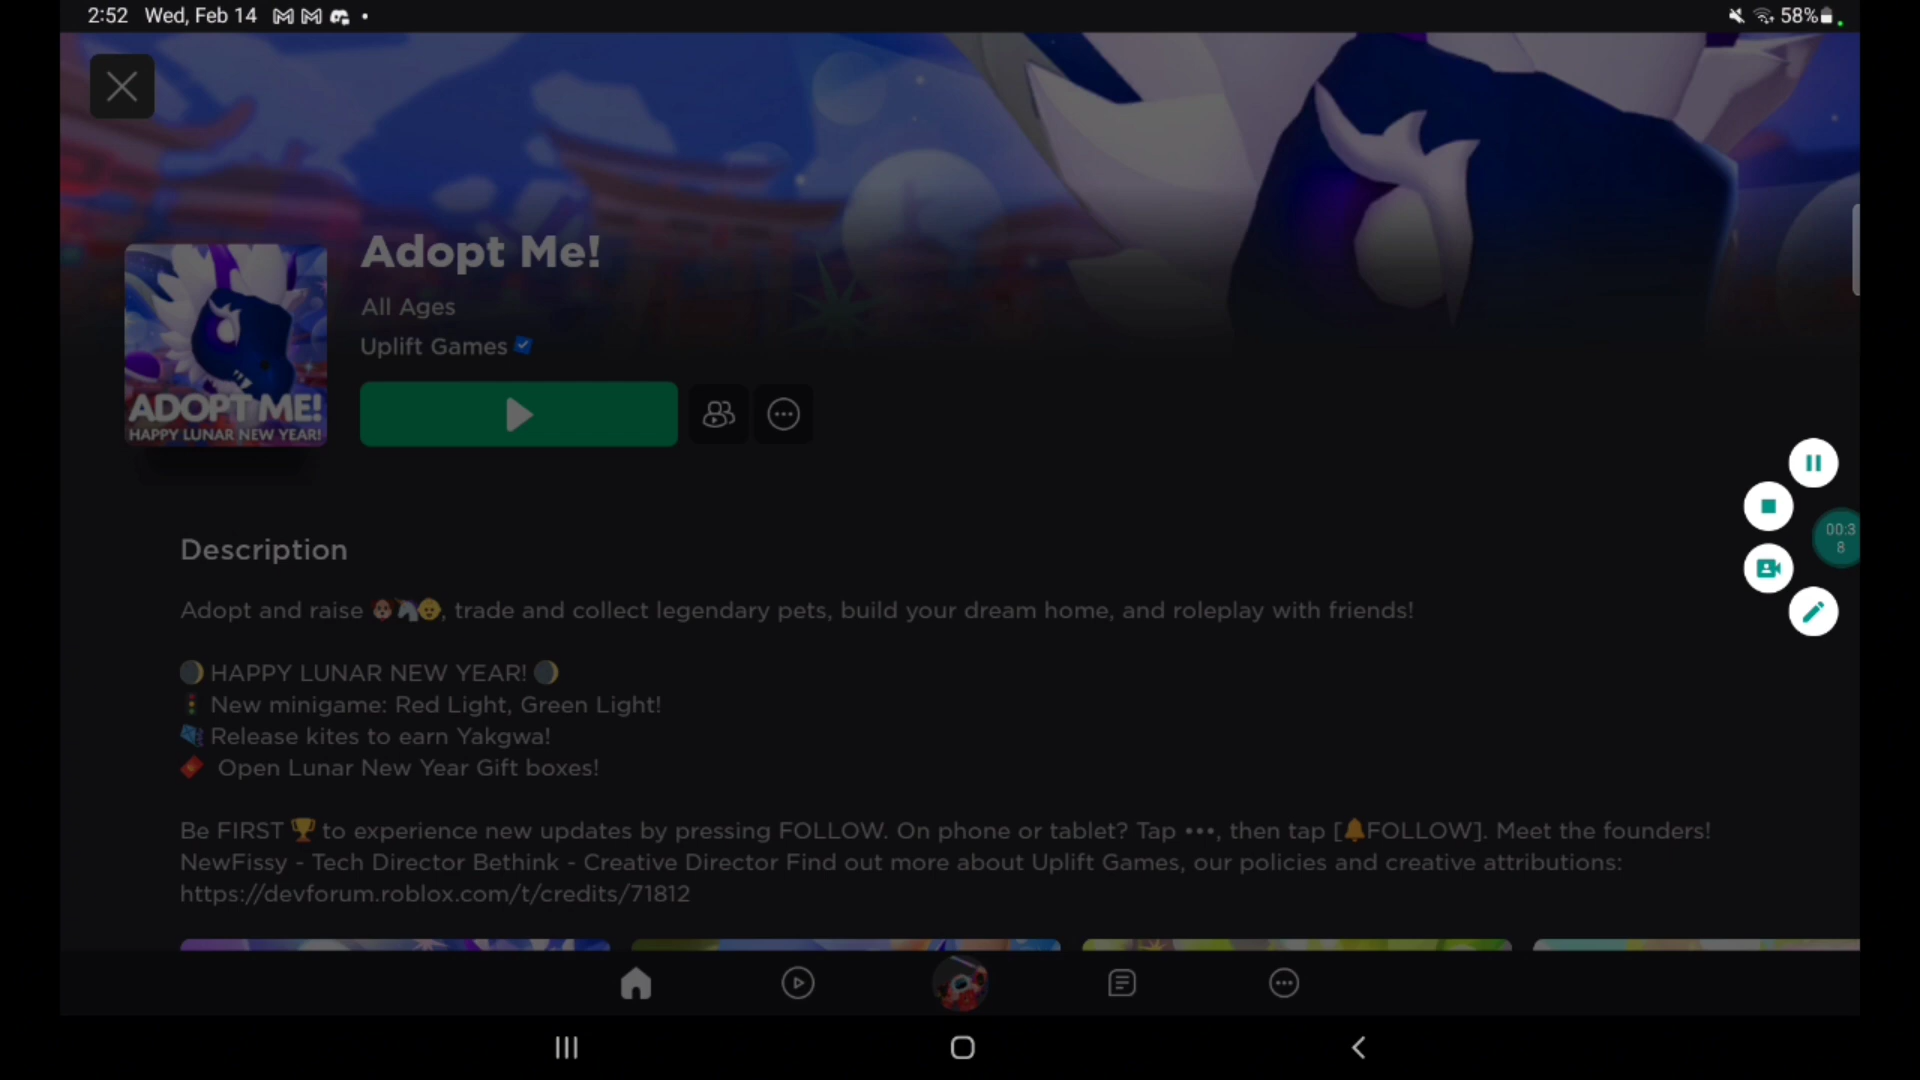 2:52 Wed, Feb 14
58%
Adopt Me!
All Ages
Uplift Games
ADOPT ME!
HAPPY LUNAR NEW YEAR!
00:3
8
Description
Adopt and raise 🐶🦄👶, trade and collect legendary pets, build your dream home, and roleplay with friends!
🌒 HAPPY LUNAR NEW YEAR! 🌒
🚦 New minigame: Red Light, Green Light!
🪁 Release kites to earn Yakgwa!
🧧 Open Lunar New Year Gift boxes!
Be FIRST 🏆 to experience new updates by pressing FOLLOW. On phone or tablet? Tap •••, then tap [🔔FOLLOW]. Meet the founders!
NewFissy - Tech Director Bethink - Creative Director Find out more about Uplift Games, our policies and creative attributions:
https://devforum.roblox.com/t/credits/71812